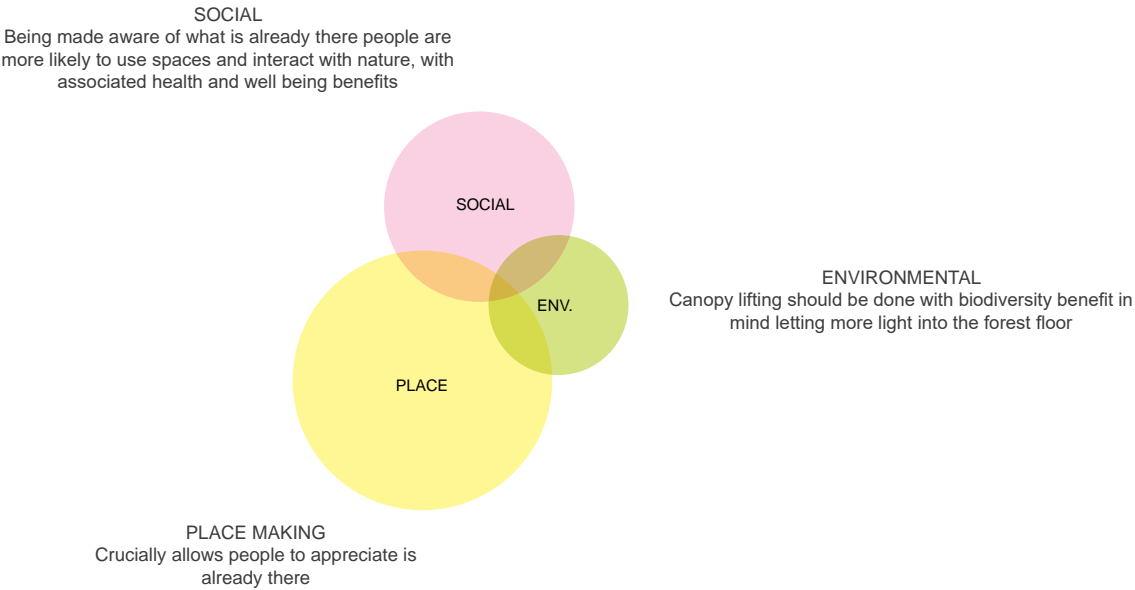 SOCIAL
Being made aware of what is already there people are
more likely to use spaces and interact with nature, with
associated health and well being benefits
SOCIAL
ENVIRONMENTAL
Canopy lifting should be done with biodiversity benefit in
mind letting more light into the forest floor
ENV.
PLACE
PLACE MAKING
Crucially allows people to appreciate is
already there